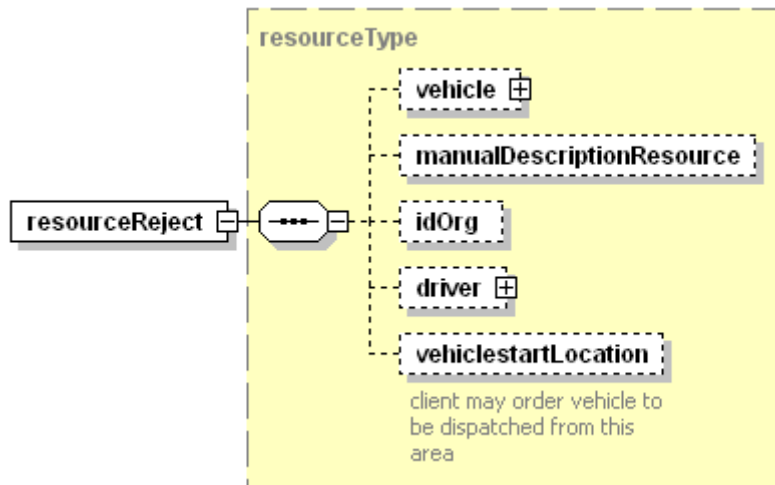 resourceType
vehicle
manualDescriptionResource
resourceReject
idOrg
driver
vehiclestartLocation
client may order vehicle to
be dispatched from this
area